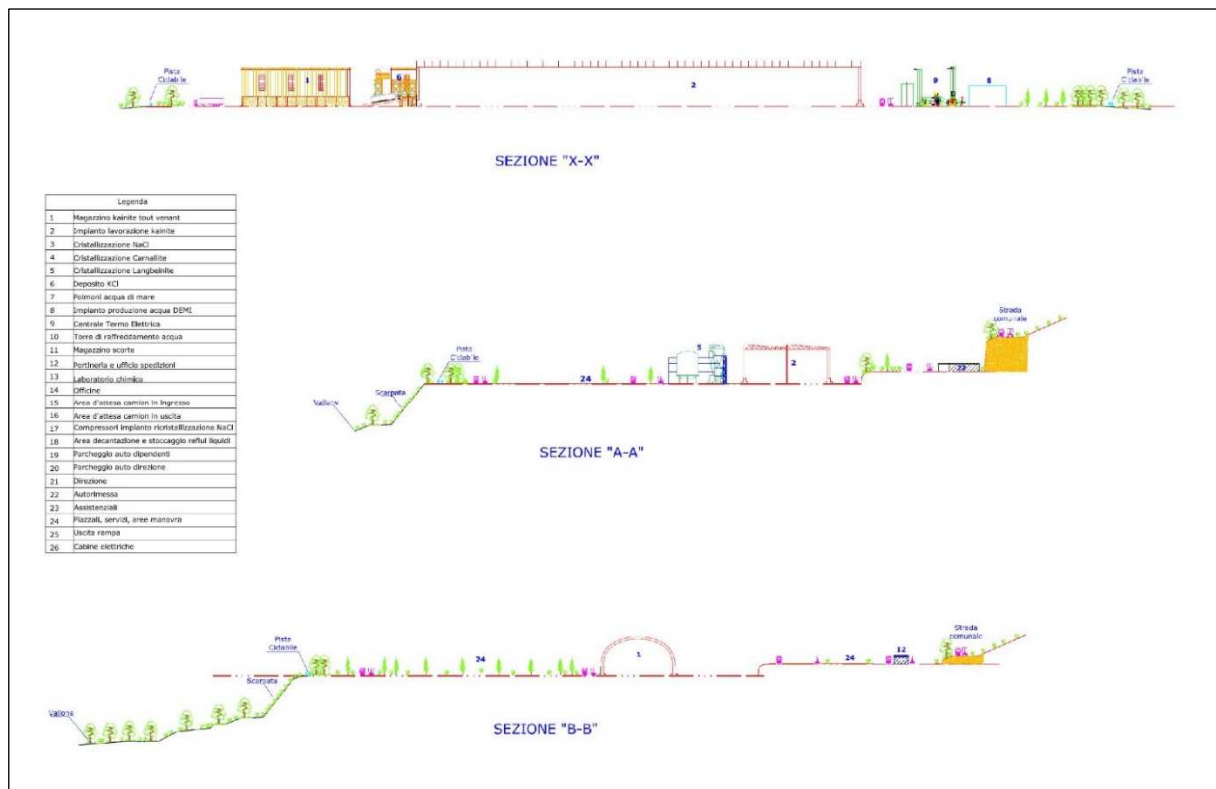 Pista
Ciclabile
1
6
2
9
8
Pista
Ciclabile
SEZIONE "X-X"
Legenda
1 Magazzino kainite tout venant
2 Impianto lavorazione kainite
3 Cristallizzazione NaCl
4 Cristallizzazione Carnallite
5 Cristallizzazione Langbeinite
6 Deposito KCl
7 Polmoni acqua di mare
8 Impianto produzione acqua DEMI
9 Centrale Termo Elettrica
10 Torre di raffreddamento acqua
11 Magazzino scorte
12 Portineria e ufficio spedizioni
13 Laboratorio chimico
14 Officine
15 Area d'attesa camion in ingresso
16 Area d'attesa camion in uscita
17 Compressori impianto ricristallizzazione NaCl
18 Area decantazione e stoccaggio reflui liquidi
19 Parcheggio auto dipendenti
20 Parcheggio auto direzione
21 Direzione
22 Autorimessa
23 Assistenziali
24 Piazzali, servizi, aree manovra
25 Uscita rampa
26 Cabine elettriche
Strada
comunale
Pista
Ciclabile
5
2
24
Scarpata
Vallone
SEZIONE "A-A"
Pista
Ciclabile
24
1
24
12
Strada
comunale
Scarpata
Vallone
SEZIONE "B-B"